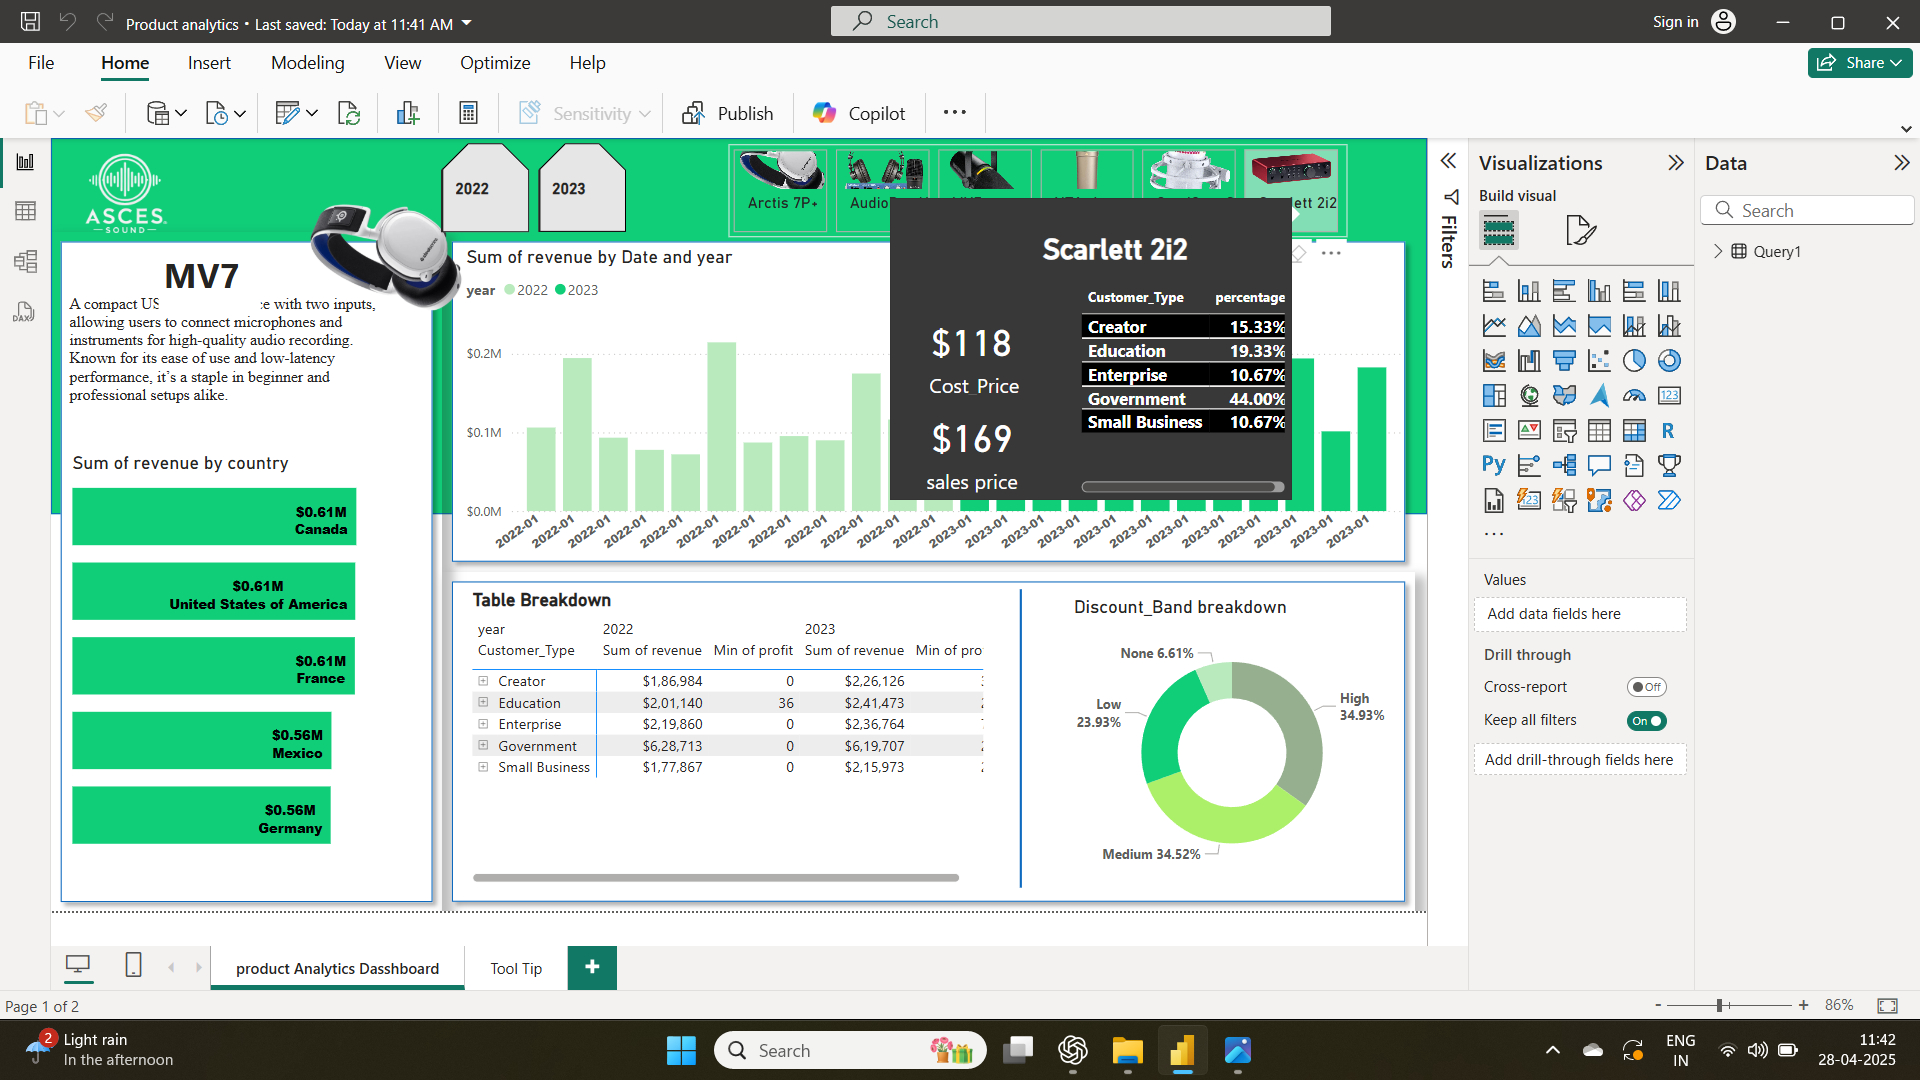 Product analytics • Last saved: Today at 11:41 AM
Search
Sign in
File
Home
Insert
Modeling
View
Optimize
Help
Share
Sensitivity
Publish
Copilot
ASCES.
SOUND
2022
2023
Arctis 7P+
lett 2i2
MV7
A compact US
e with two inputs,
allowing users to connect microphones and
instruments for high-quality audio recording.
Known for its ease of use and low-latency
performance, it's a staple in beginner and
professional setups alike.
Sum of revenue by country
$0.61M
Canada
$0.61M
United States of America
$0.61M
France
$0.56M
Mexico
$0.56M
Germany
Sum of revenue by Date and year
year 2022 2023
$0.2M
$0.1M
$0.0M
2022-01 2022-01 2022-01 2022-01 2022-01 2022-01 2022-01 2022-01 2022-01 2022-01 2022-01 2022-01 2023-01 2023-01 2023-01 2023-01 2023-01 2023-01 2023-01 2023-01 2023-01 2023-01 2023-01 2023-01
Scarlett 2i2
$118
Cost_Price
$169
sales price
Customer_Type percentage
Creator 15.33%
Education 19.33%
Enterprise 10.67%
Government 44.00%
Small Business 10.67%
Table Breakdown
year 2022 2023
Customer_Type Sum of revenue Min of profit Sum of revenue Min of pro
Creator $1,86,984 0 $2,26,126
Education $2,01,140 36 $2,41,473
Enterprise $2,19,860 0 $2,36,764
Government $6,28,713 0 $6,19,707
Small Business $1,77,867 0 $2,15,973
Discount_Band breakdown
None 6.61%
Low
23.93%
High
34.93%
Medium 34.52%
Filters
Visualizations
Build visual
123
R
Py
123
Values
Add data fields here
Drill through
Cross-report
Off
Keep all filters
On
Add drill-through fields here
Data
Search
Query1
DAX
product Analytics Dasshboard
Tool Tip
Page 1 of 2
- + 86%
2
Light rain
In the afternoon
Search
ENG
IN
11:42
28-04-2025